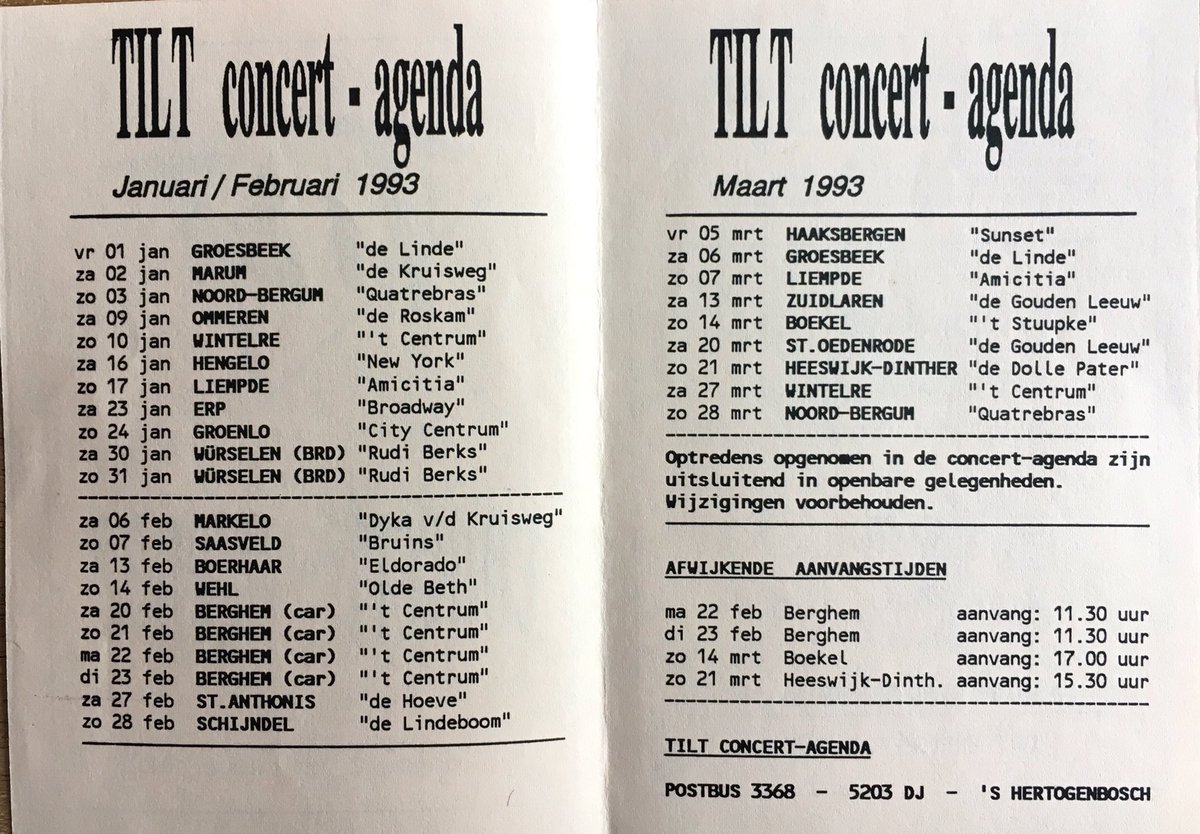 TILT concert - agenda
Januari / Februari 1993
vr 01 jan GROESBEEK "de Linde"
za 02 jan MARUM "de Kruisweg"
zo 03 jan NOORD-BERGUM "Quatrebras"
za 09 jan OMMEREN "de Roskam"
zo 10 jan WINTELRE "'t Centrum"
za 16 jan HENGELO "New York"
zo 17 jan LIEMPDE "Amicitia"
za 23 jan ERP "Broadway"
zo 24 jan GROENLO "City Centrum"
za 30 jan WÜRSELEN (BRD) "Rudi Berks"
zo 31 jan WÜRSELEN (BRD) "Rudi Berks"
za 06 feb MARKELO "Dyka v/d Kruisweg"
zo 07 feb SAASVELD "Bruins"
za 13 feb BOERHAAR "Eldorado"
zo 14 feb WEHL "Olde Beth"
za 20 feb BERGHEM (car) "'t Centrum"
zo 21 feb BERGHEM (car) "'t Centrum"
ma 22 feb BERGHEM (car) "'t Centrum"
di 23 feb BERGHEM (car) "'t Centrum"
za 27 feb ST.ANTHONIS "de Hoeve"
zo 28 feb SCHIJNDEL "de Lindeboom"
TILT concert - agenda
Maart 1993
vr 05 mrt HAAKSBERGEN "Sunset"
za 06 mrt GROESBEEK "de Linde"
zo 07 mrt LIEMPDE "Amicitia"
za 13 mrt ZUIDLAREN "de Gouden Leeuw"
zo 14 mrt BOEKEL "'t Stuupke"
za 20 mrt ST.OEDENRODE "de Gouden Leeuw"
zo 21 mrt HEESWIJK-DINTHER "de Dolle Pater"
za 27 mrt WINTELRE "'t Centrum"
zo 28 mrt NOORD-BERGUM "Quatrebras"
Optredens opgenomen in de concert-agenda zijn
uitsluitend in openbare gelegenheden.
Wijzigingen voorbehouden.
AFWIJKENDE AANVANGSTIJDEN
ma 22 feb Berghem aanvang: 11.30 uur
di 23 feb Berghem aanvang: 11.30 uur
zo 14 mrt Boekel aanvang: 17.00 uur
zo 21 mrt Heeswijk-Dinth. aanvang: 15.30 uur
TILT CONCERT-AGENDA
POSTBUS 3368 - 5203 DJ - 'S HERTOGENBOSCH